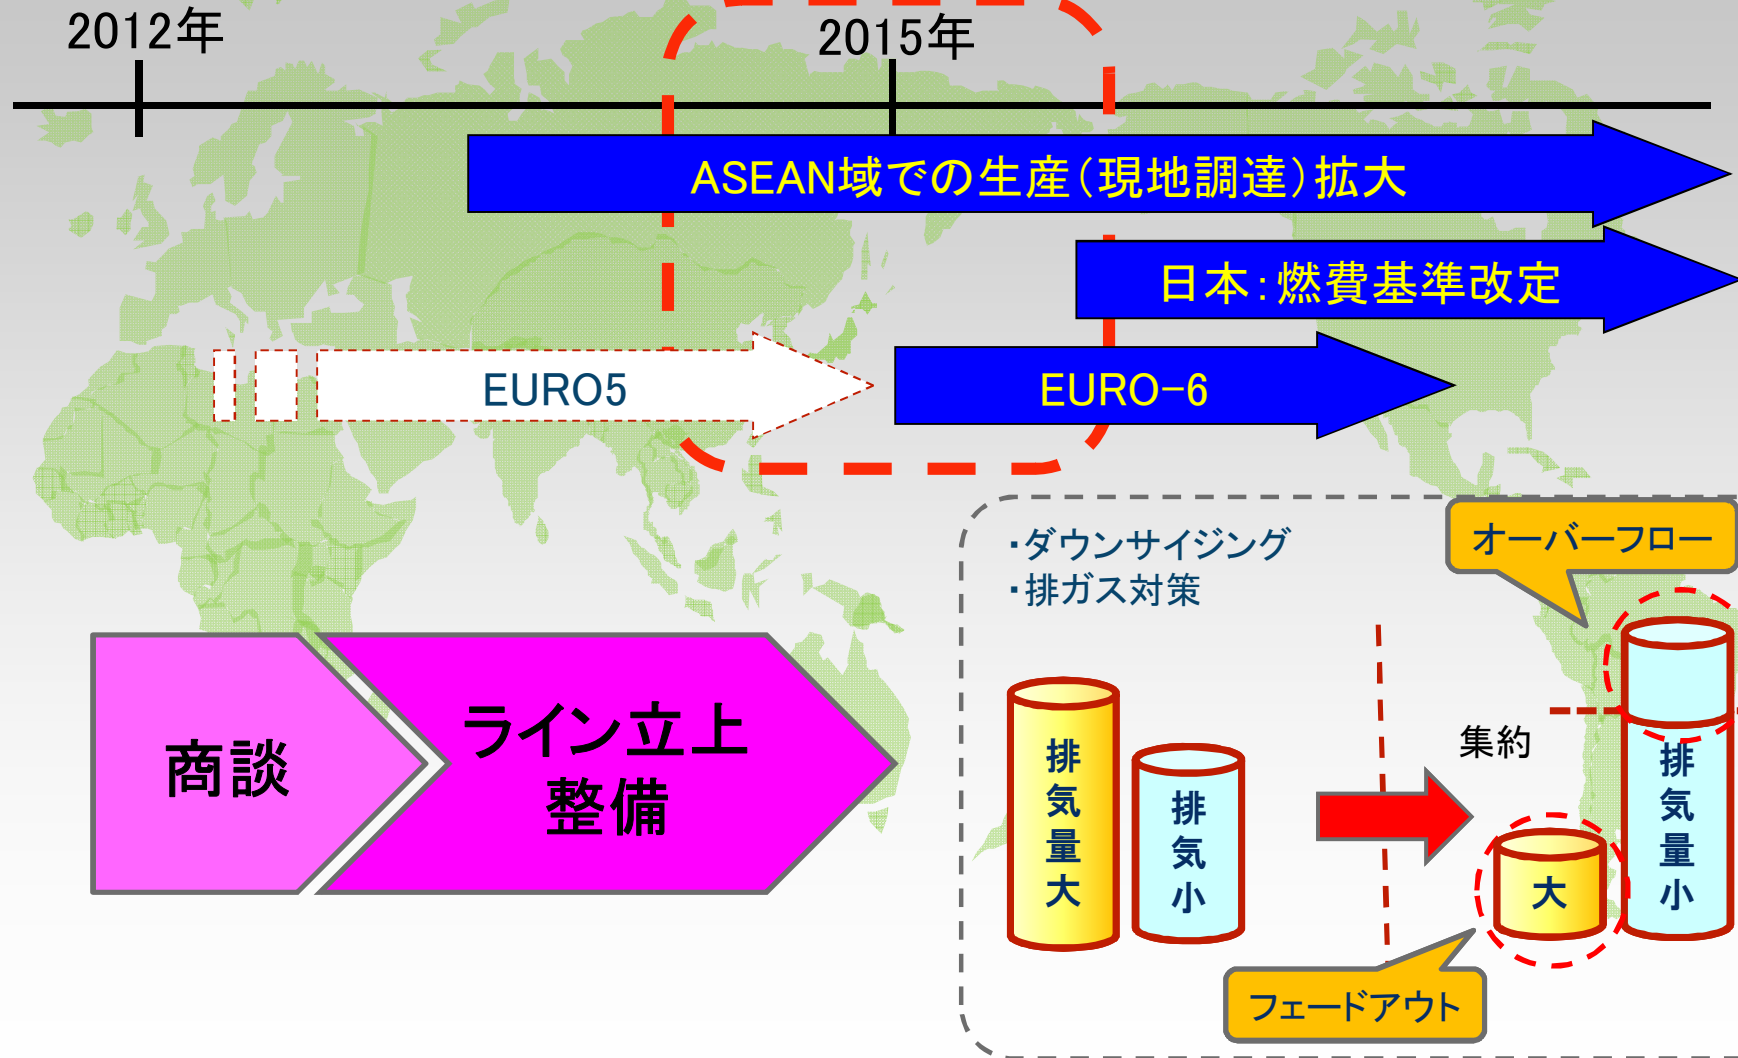 2012年
2015年
ASEAN域での生産(現地調達)拡大
日本:燃費基準改定
EURO5
EURO-6
商談
ライン立上
整備
・ダウンサイジング
・排ガス対策
オーバーフロー
排気量大
排気小
集約
大
排気量小
フェードアウト